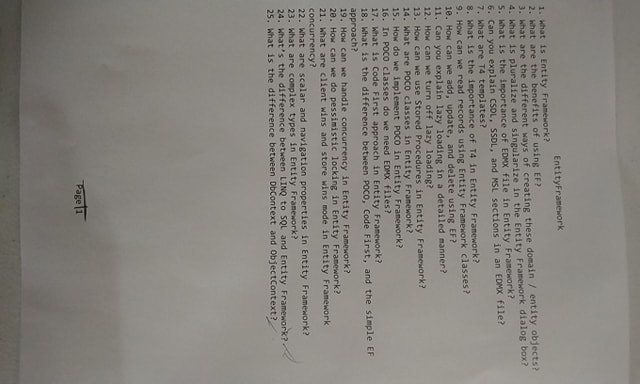 EntityFramework
1. What is Entity Framework?
2. What are the benefits of using EF?
3. What are the different ways of creating these domain / entity objects?
4. What is pluralize and singularize in the Entity Framework dialog box?
5. What is the importance of EDMX file in Entity Framework?
6. Can you explain CSDL, SSDL, and MSL sections in an EDMX file?
7. What are T4 templates?
8. What is the importance of T4 in Entity Framework?
9. How can we read records using Entity Framework classes?
10. How can we add, update, and delete using EF?
11. Can you explain lazy loading in a detailed manner?
12. How can we turn off lazy loading?
13. How can we use Stored Procedures in Entity Framework?
14. What are POCO classes in Entity Framework?
15. How do we implement POCO in Entity Framework?
16. In POCO classes do we need EDMX files?
17. What is Code First approach in Entity Framework?
18. What is the difference between POCO, Code First, and the simple EF
approach?
19. How can we handle concurrency in Entity Framework?
20. How can we do pessimistic locking in Entity Framework?
21. What are client wins and store wins mode in Entity Framework
concurrency?
22. What are scalar and navigation properties in Entity Framework?
23. What are complex types in Entity Framework?
24. What's the difference between LINQ to SQL and Entity Framework?
25. What is the difference between DbContext and ObjectContext?
Page 1